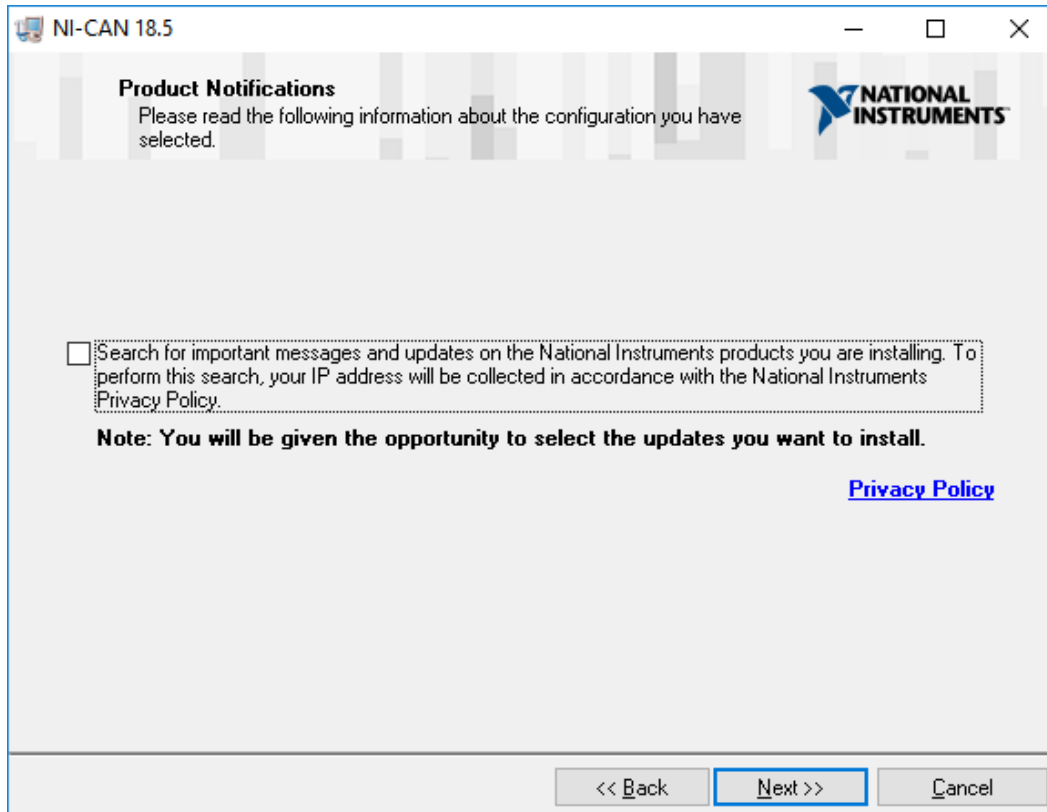 NI-CAN 18.5
Product Notifications
Please read the following information about the configuration you have
selected.
NATIONAL
INSTRUMENTS™
Search for important messages and updates on the National Instruments products you are installing. To
perform this search, your IP address will be collected in accordance with the National Instruments
Privacy Policy.
Note: You will be given the opportunity to select the updates you want to install.
Privacy Policy
<< Back
Next >>
Cancel